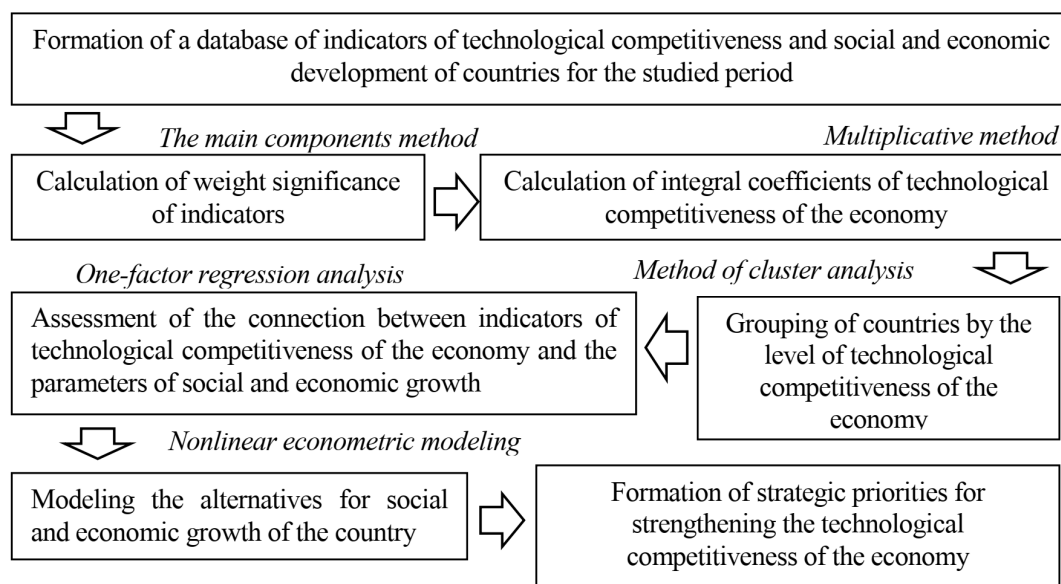 Formation of a database of indicators of technological competitiveness and social and economic
development of countries for the studied period
The main components method
Multiplicative method
Calculation of weight significance
of indicators
Calculation of integral coefficients of technological
competitiveness of the economy
One-factor regression analysis
Method of cluster analysis
Assessment of the connection between indicators of
technological competitiveness of the economy and the
parameters of social and economic growth
Grouping of countries by the
level of technological
competitiveness of the
economy
Nonlinear econometric modeling
Modeling the alternatives for social
and economic growth of the country
Formation of strategic priorities for
strengthening the technological
competitiveness of the economy